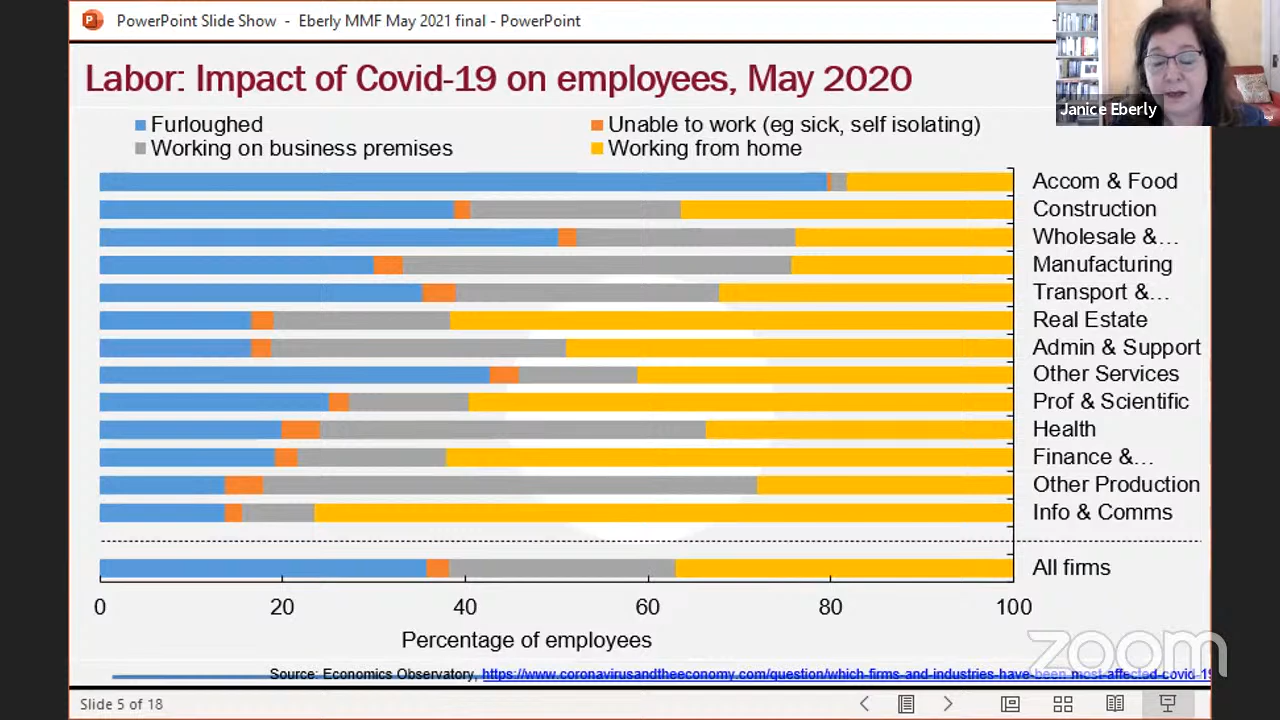 PowerPoint Slide Show - Eberly MMF May 2021 final - PowerPoint
Janice Eberly
Labor: Impact of Covid-19 on employees, May 2020
Furloughed
Unable to work (eg sick, self isolating)
Working on business premises
Working from home
Accom & Food
Construction
Wholesale &...
Manufacturing
Transport &...
Real Estate
Admin & Support
Other Services
Prof & Scientific
Health
Finance &...
Other Production
Info & Comms
All firms
0 20 40 60 80 100
Percentage of employees
zoom
Source: Economics Observatory, https://www.coronavirusandtheeconomy.com/question/which-firms-and-industries-have-been-most-affected-covid-19
Slide 5 of 18